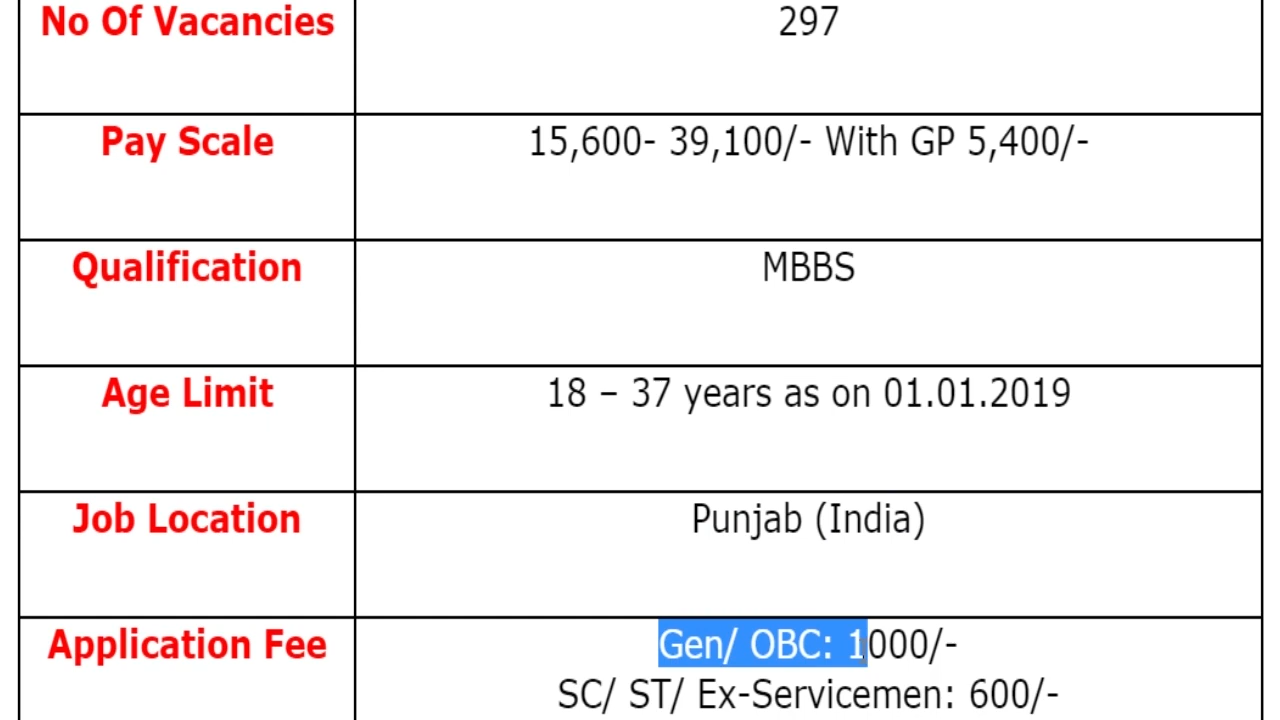 No Of Vacancies 297
Pay Scale 15,600- 39,100/- With GP 5,400/-
Qualification MBBS
Age Limit 18 – 37 years as on 01.01.2019
Job Location Punjab (India)
Application Fee Gen/ OBC: 1000/-
SC/ ST/ Ex-Servicemen: 600/-